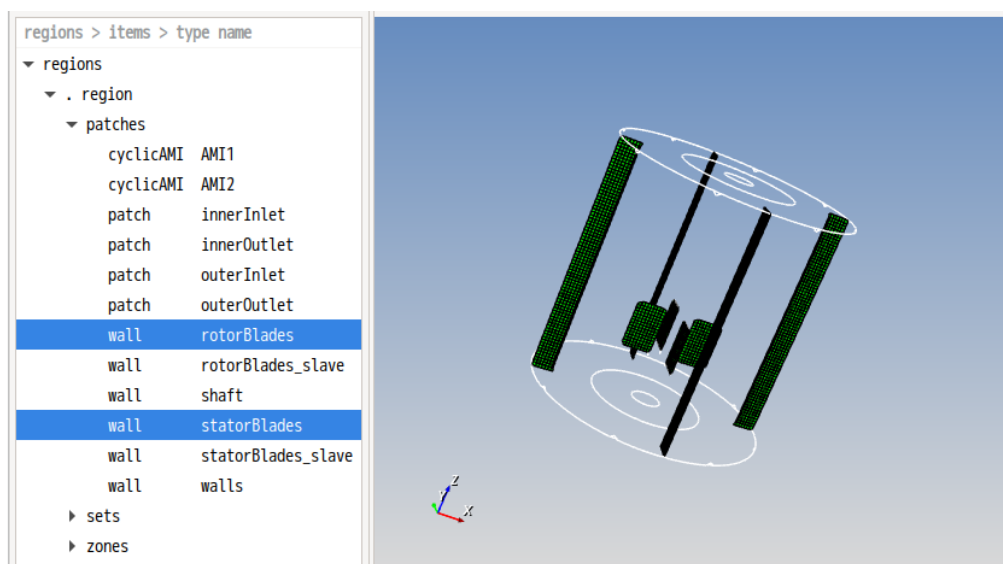 regions > items > type name
regions
. region
patches
cyclicAMI AMI1
cyclicAMI AMI2
patch innerInlet
patch innerOutlet
patch outerInlet
patch outerOutlet
wall rotorBlades
wall rotorBlades_slave
wall shaft
wall statorBlades
wall statorBlades_slave
wall walls
sets
zones
Z
Y
X